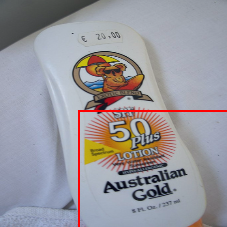 € 20.00
SPF
50
Plus
LOTION
Australian
Gold
8 FL Oz. / 237 ml